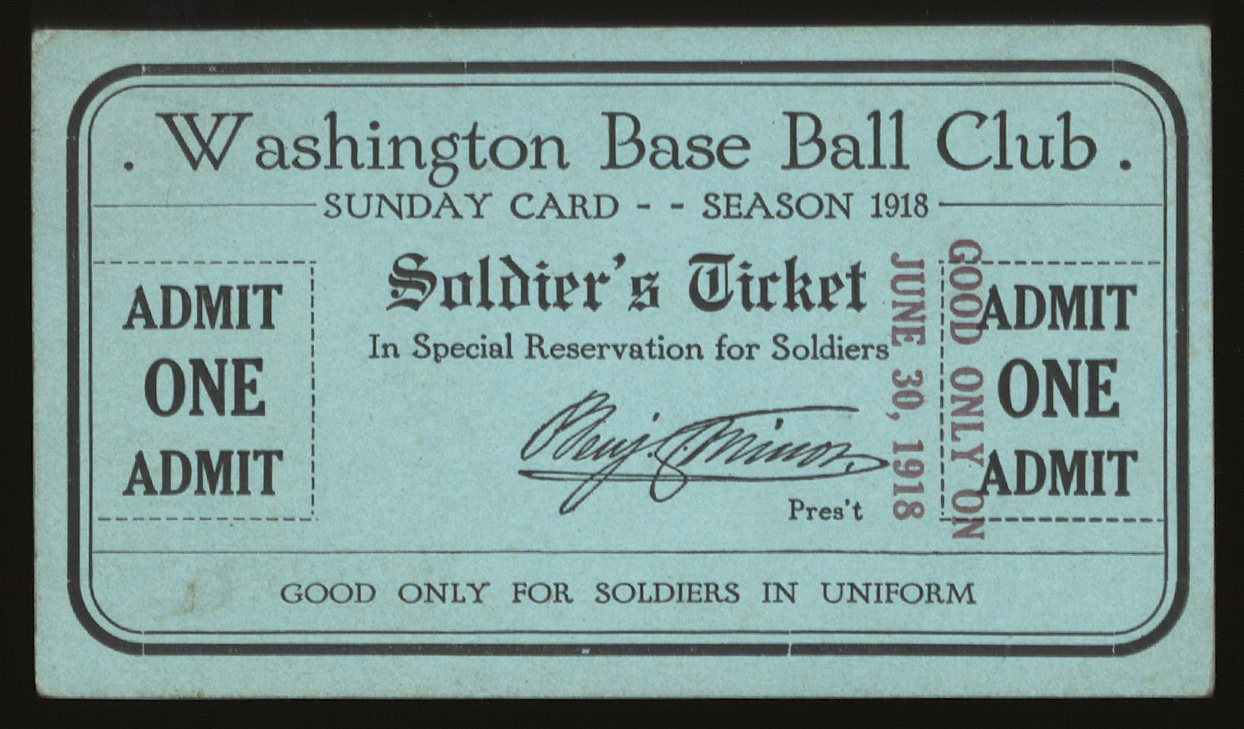 . Washington Base Ball Club .
SUNDAY CARD - - SEASON 1918
ADMIT
ONE
ADMIT
Soldier's Ticket
In Special Reservation for Soldiers
Benj. S. Minor.
Pres't
GOOD ONLY ON
JUNE 30, 1918
ADMIT
ONE
ADMIT
GOOD ONLY FOR SOLDIERS IN UNIFORM